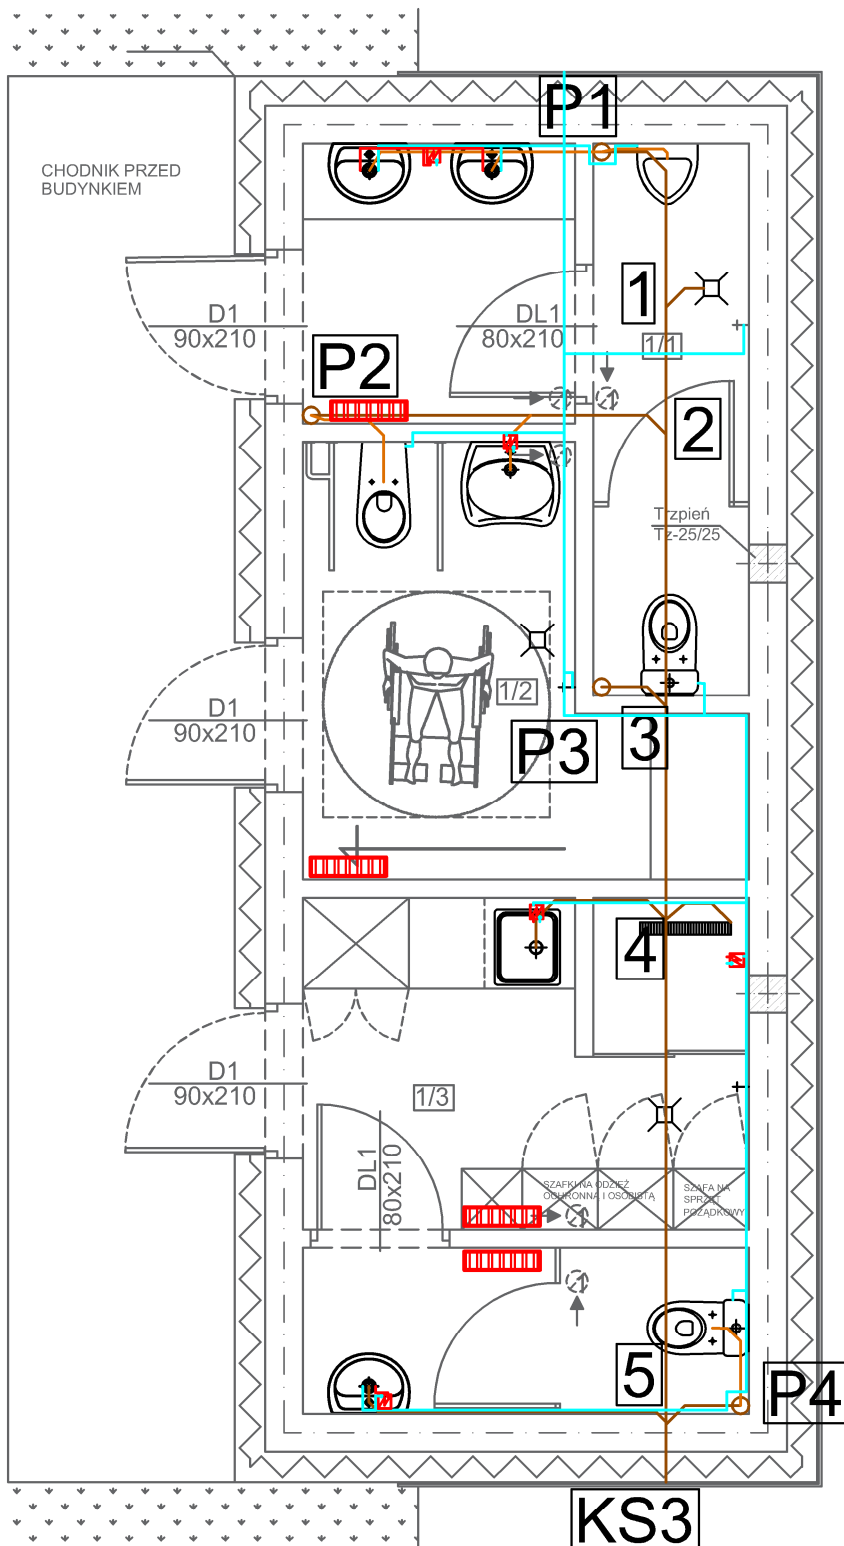 P1
CHODNIK PRZED
BUDYNKIEM
1
D1
90x210
DL1
80x210
1/1
P2
2
Trzpień
Tż-25/25
1/2
D1
90x210
P3
3
4
D1
90x210
1/3
DL1
80x210
SZAFKI NA ODZIEŻ
OCHRONNĄ I OSOBISTĄ
SZAFA NA
SPRZĘT
POZĄDKOWY
5
P4
KS3